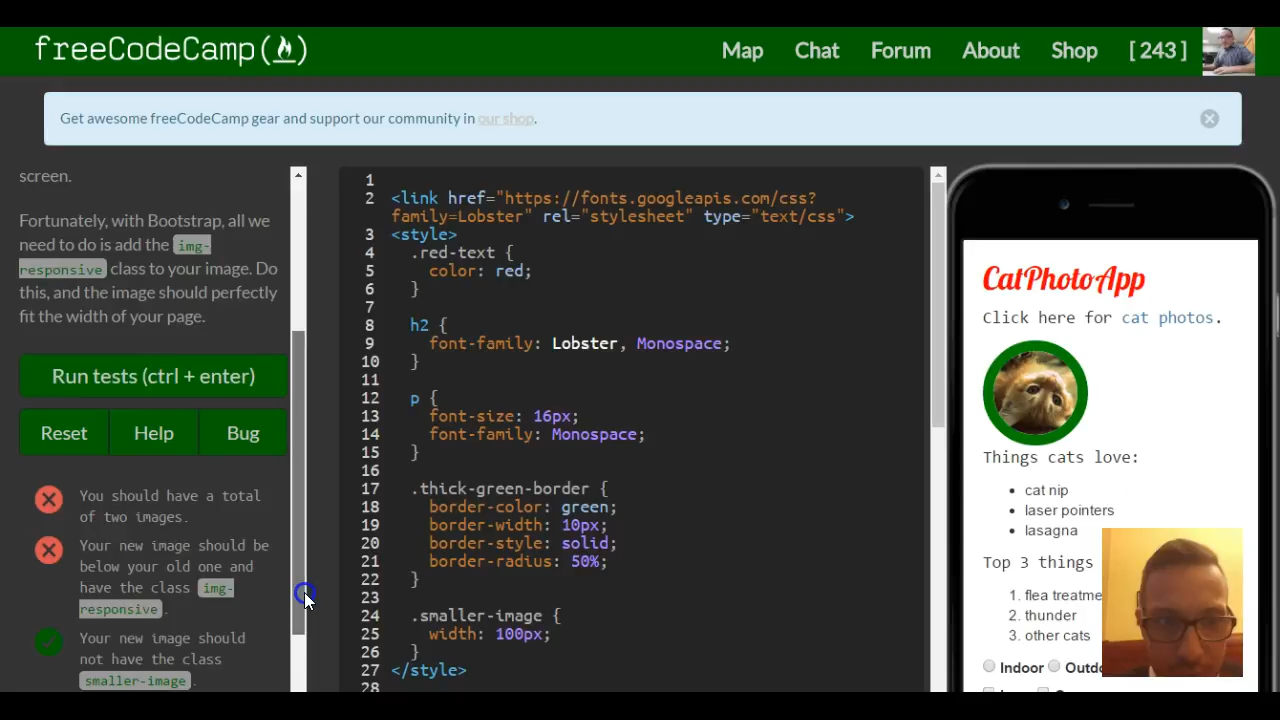 freeCodeCamp
Map
Chat
Forum
About
Shop
[ 243 ]
Get awesome freeCodeCamp gear and support our community in our shop.
screen.
Fortunately, with Bootstrap, all we
need to do is add the img-
responsive class to your image. Do
this, and the image should perfectly
fit the width of your page.
Run tests (ctrl + enter)
Reset
Help
Bug
You should have a total
of two images.
Your new image should be
below your old one and
have the class img-
responsive.
Your new image should
not have the class
smaller-image.
1
2 <link href="https://fonts.googleapis.com/css?
family=Lobster" rel="stylesheet" type="text/css">
3 <style>
4 .red-text {
5 color: red;
6 }
7
8 h2 {
9 font-family: Lobster, Monospace;
10 }
11
12 p {
13 font-size: 16px;
14 font-family: Monospace;
15 }
16
17 .thick-green-border {
18 border-color: green;
19 border-width: 10px;
20 border-style: solid;
21 border-radius: 50%;
22 }
23
24 .smaller-image {
25 width: 100px;
26 }
27 </style>
28
CatPhotoApp
Click here for cat photos.
Things cats love:
• cat nip
• laser pointers
• lasagna
Top 3 things
1. flea treatme
2. thunder
3. other cats
Indoor
Outdo